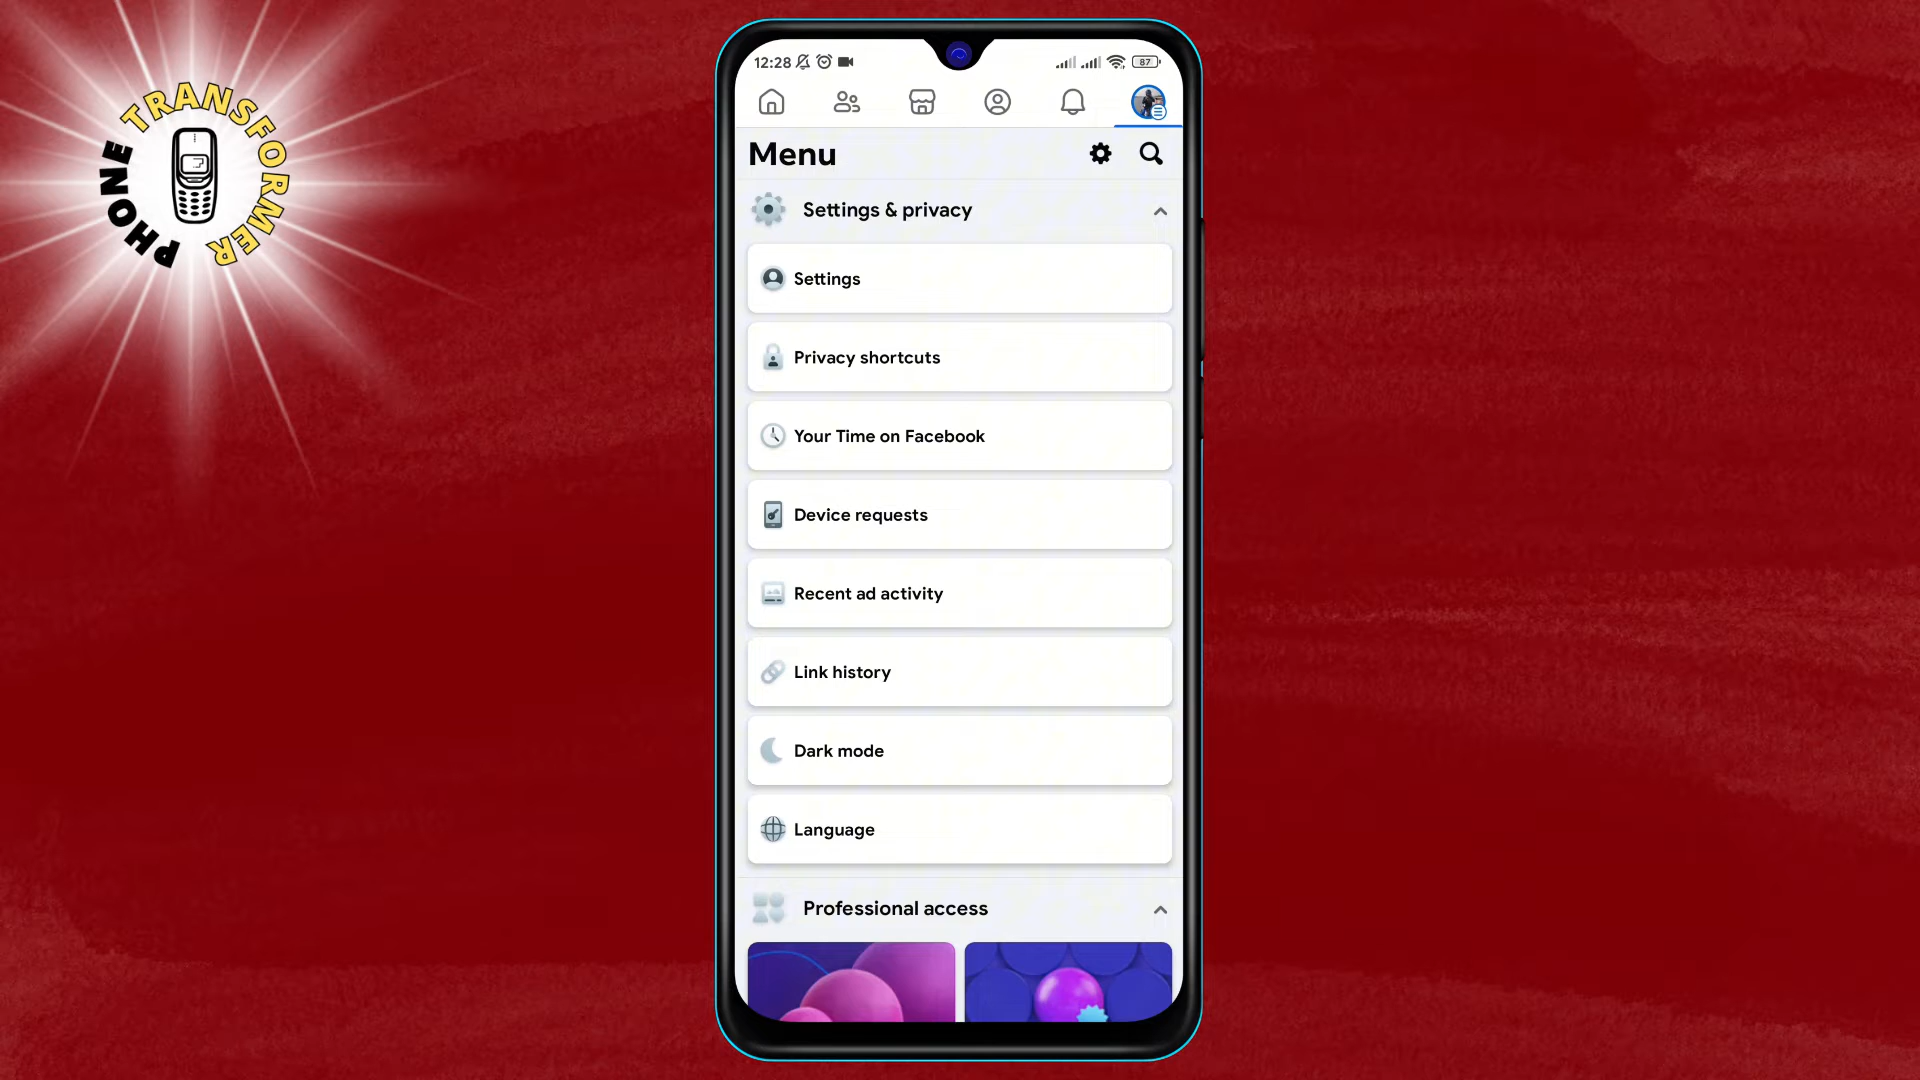 PHONE TRANSFORMER
12:28
87
Menu
Settings & privacy
Settings
Privacy shortcuts
Your Time on Facebook
Device requests
Recent ad activity
Link history
Dark mode
Language
Professional access